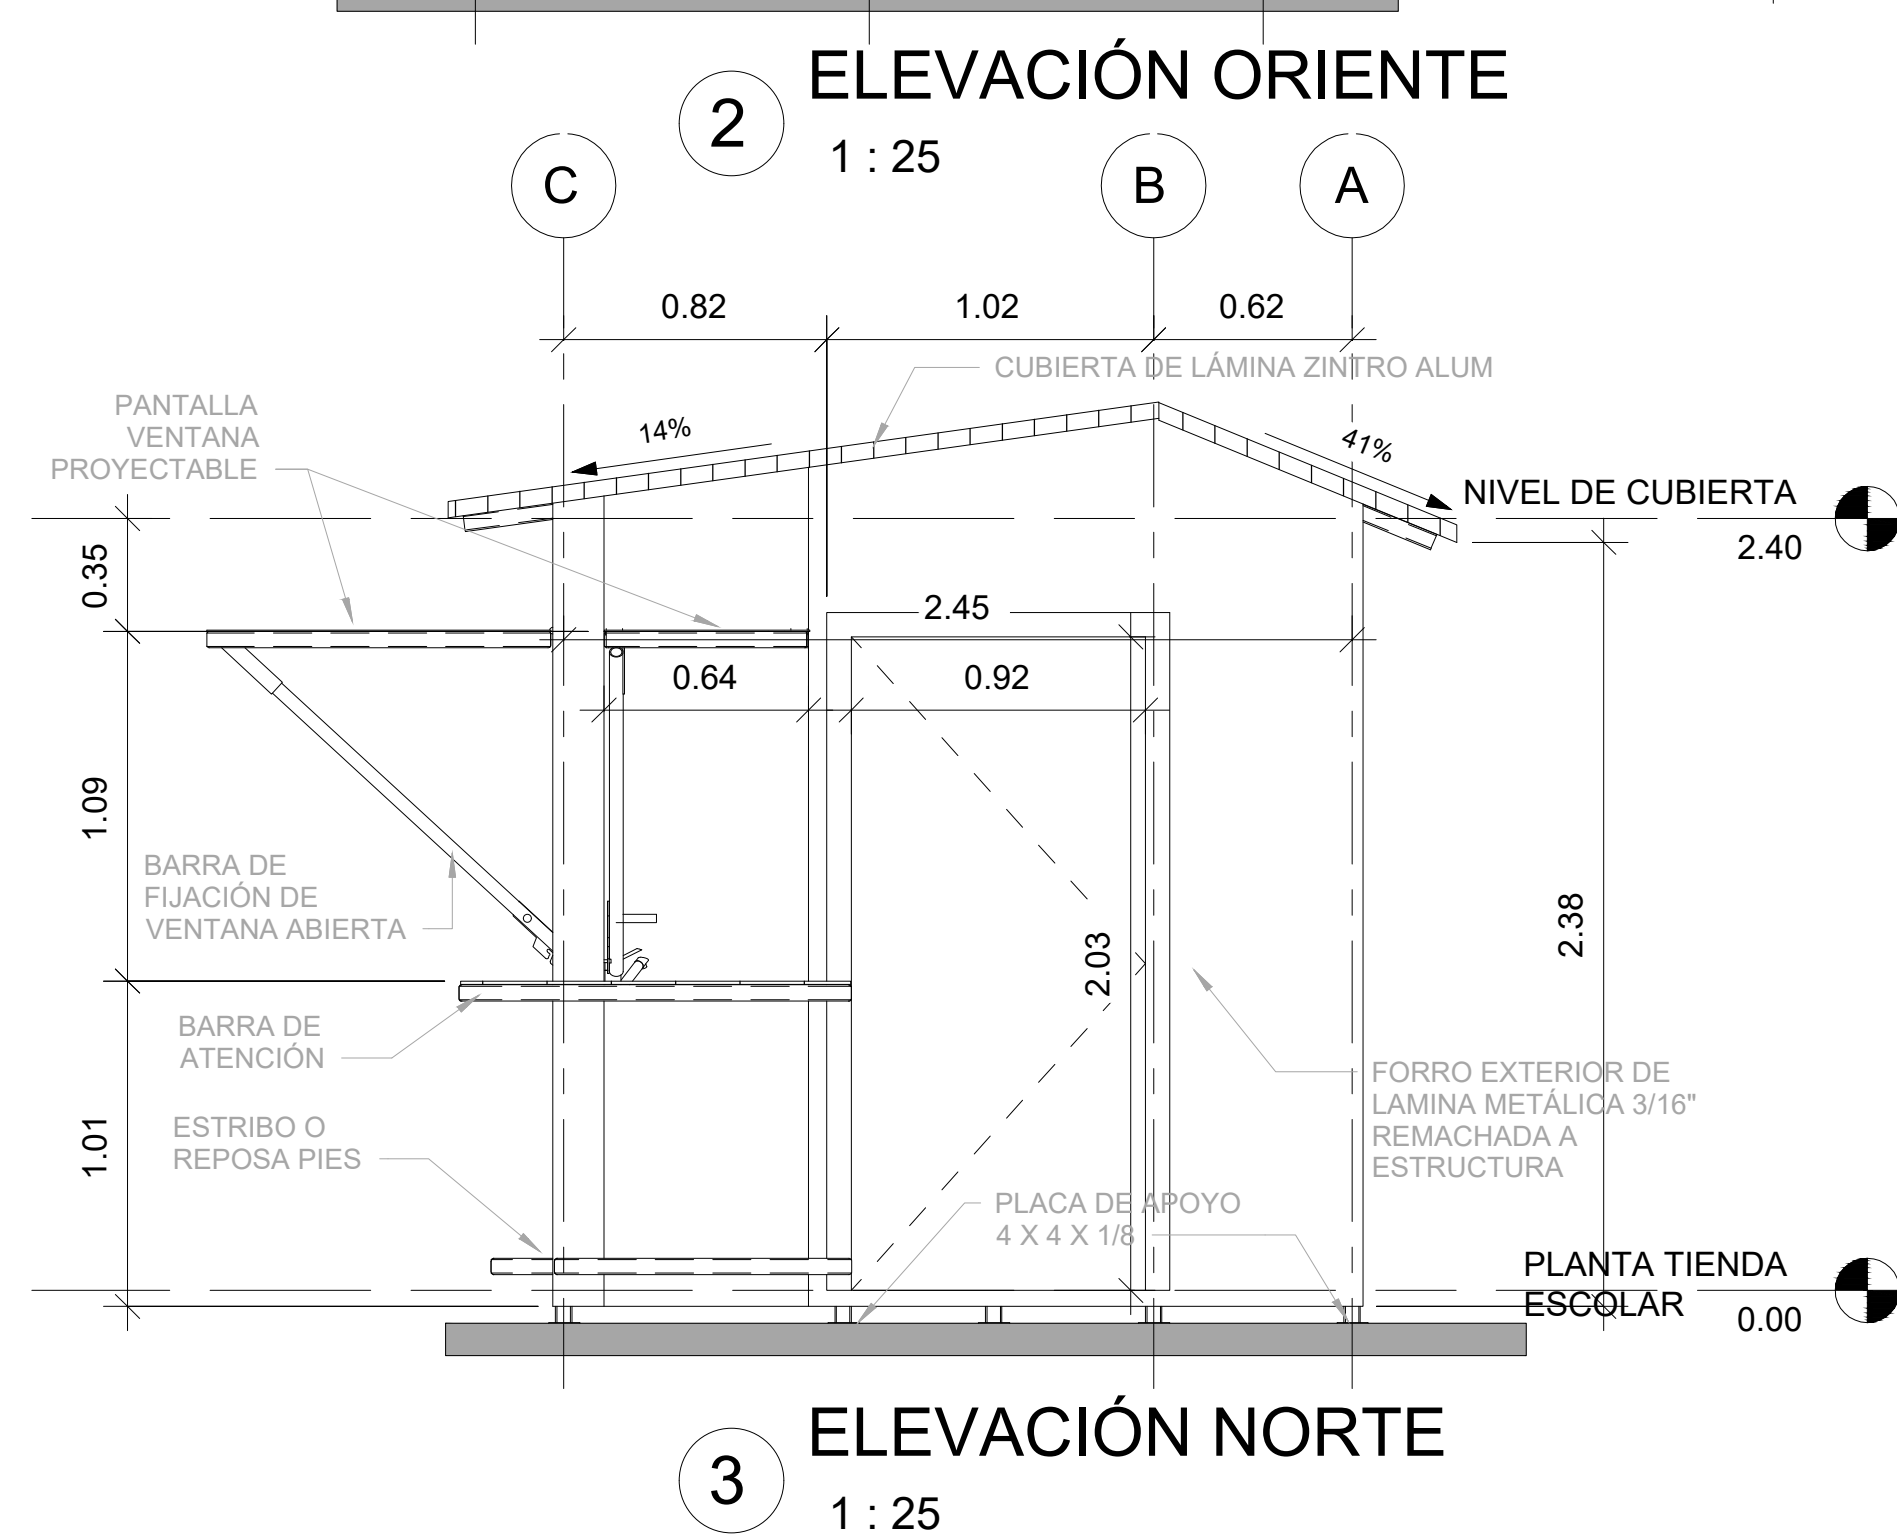 ELEVACIÓN ORIENTE
2
1 : 25
C
B
A
0.82
1.02
0.62
CUBIERTA DE LÁMINA ZINTRO ALUM
PANTALLA
VENTANA
PROYECTABLE
14%
41%
NIVEL DE CUBIERTA
2.40
0.35
2.45
0.64
0.92
1.09
BARRA DE
FIJACIÓN DE
VENTANA ABIERTA
2.38
2.03
BARRA DE
ATENCIÓN
FORRO EXTERIOR DE
LAMINA METÁLICA 3/16"
REMACHADA A
ESTRUCTURA
1.01
ESTRIBO O
REPOSA PIES
PLACA DE APOYO
4 X 4 X 1/8
PLANTA TIENDA
ESCOLAR
0.00
ELEVACIÓN NORTE
3
1 : 25